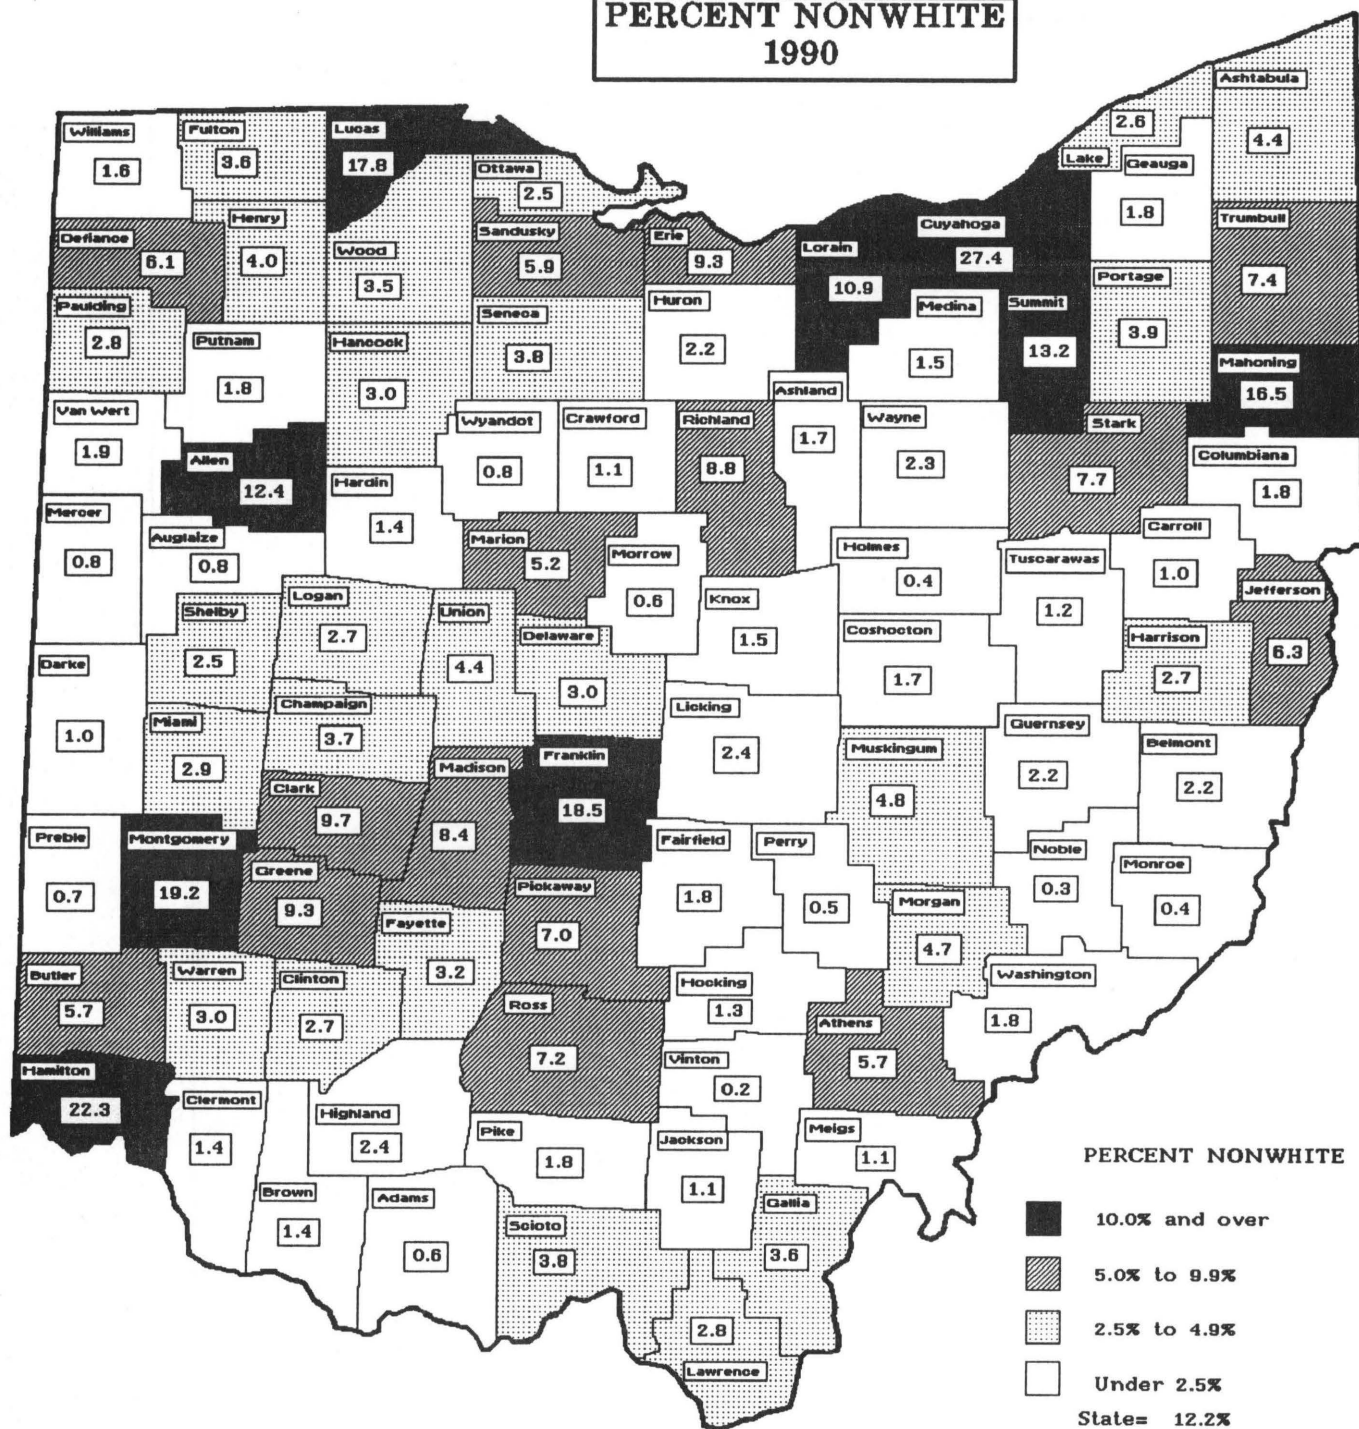 PERCENT NONWHITE
1990
Williams
1.6
Fulton
3.6
Lucas
17.8
Ottawa
2.5
Lake
2.6
Geauga
1.8
Ashtabula
4.4
Defiance
6.1
Henry
4.0
Wood
3.5
Sandusky
5.9
Erie
9.3
Lorain
10.9
Cuyahoga
27.4
Trumbull
7.4
Paulding
2.8
Putnam
1.8
Hancock
3.0
Seneca
3.8
Huron
2.2
Medina
1.5
Summit
13.2
Portage
3.9
Mahoning
16.5
Van Wert
1.9
Allen
12.4
Hardin
1.4
Wyandot
0.8
Crawford
1.1
Richland
8.8
Ashland
1.7
Wayne
2.3
Stark
7.7
Columbiana
1.8
Mercer
0.8
Auglaize
0.8
Marion
5.2
Morrow
0.6
Holmes
0.4
Tuscarawas
1.2
Carroll
1.0
Jefferson
6.3
Shelby
2.5
Logan
2.7
Union
4.4
Delaware
3.0
Knox
1.5
Coshocton
1.7
Harrison
2.7
Darke
1.0
Miami
2.9
Champaign
3.7
Licking
2.4
Muskingum
4.8
Guernsey
2.2
Belmont
2.2
Clark
9.7
Madison
8.4
Franklin
18.5
Preble
0.7
Montgomery
19.2
Greene
9.3
Fayette
3.2
Pickaway
7.0
Fairfield
1.8
Perry
0.5
Morgan
4.7
Noble
0.3
Monroe
0.4
Butler
5.7
Warren
3.0
Clinton
2.7
Ross
7.2
Hocking
1.3
Athens
5.7
Washington
1.8
Hamilton
22.3
Clermont
1.4
Highland
2.4
Vinton
0.2
Pike
1.8
Jackson
1.1
Meigs
1.1
Brown
1.4
Adams
0.6
Scioto
3.8
Gallia
3.6
2.8
Lawrence
PERCENT NONWHITE
10.0% and over
5.0% to 9.9%
2.5% to 4.9%
Under 2.5%
State= 12.2%